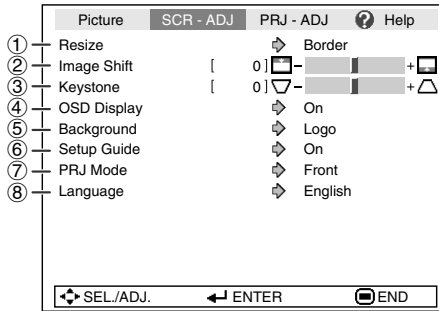 Picture SCR - ADJ PRJ - ADJ ? Help
① Resize Border
② Image Shift [ 0 ] - +
③ Keystone [ 0 ] - +
④ OSD Display On
⑤ Background Logo
⑥ Setup Guide On
⑦ PRJ Mode Front
⑧ Language English
SEL./ADJ. ENTER END